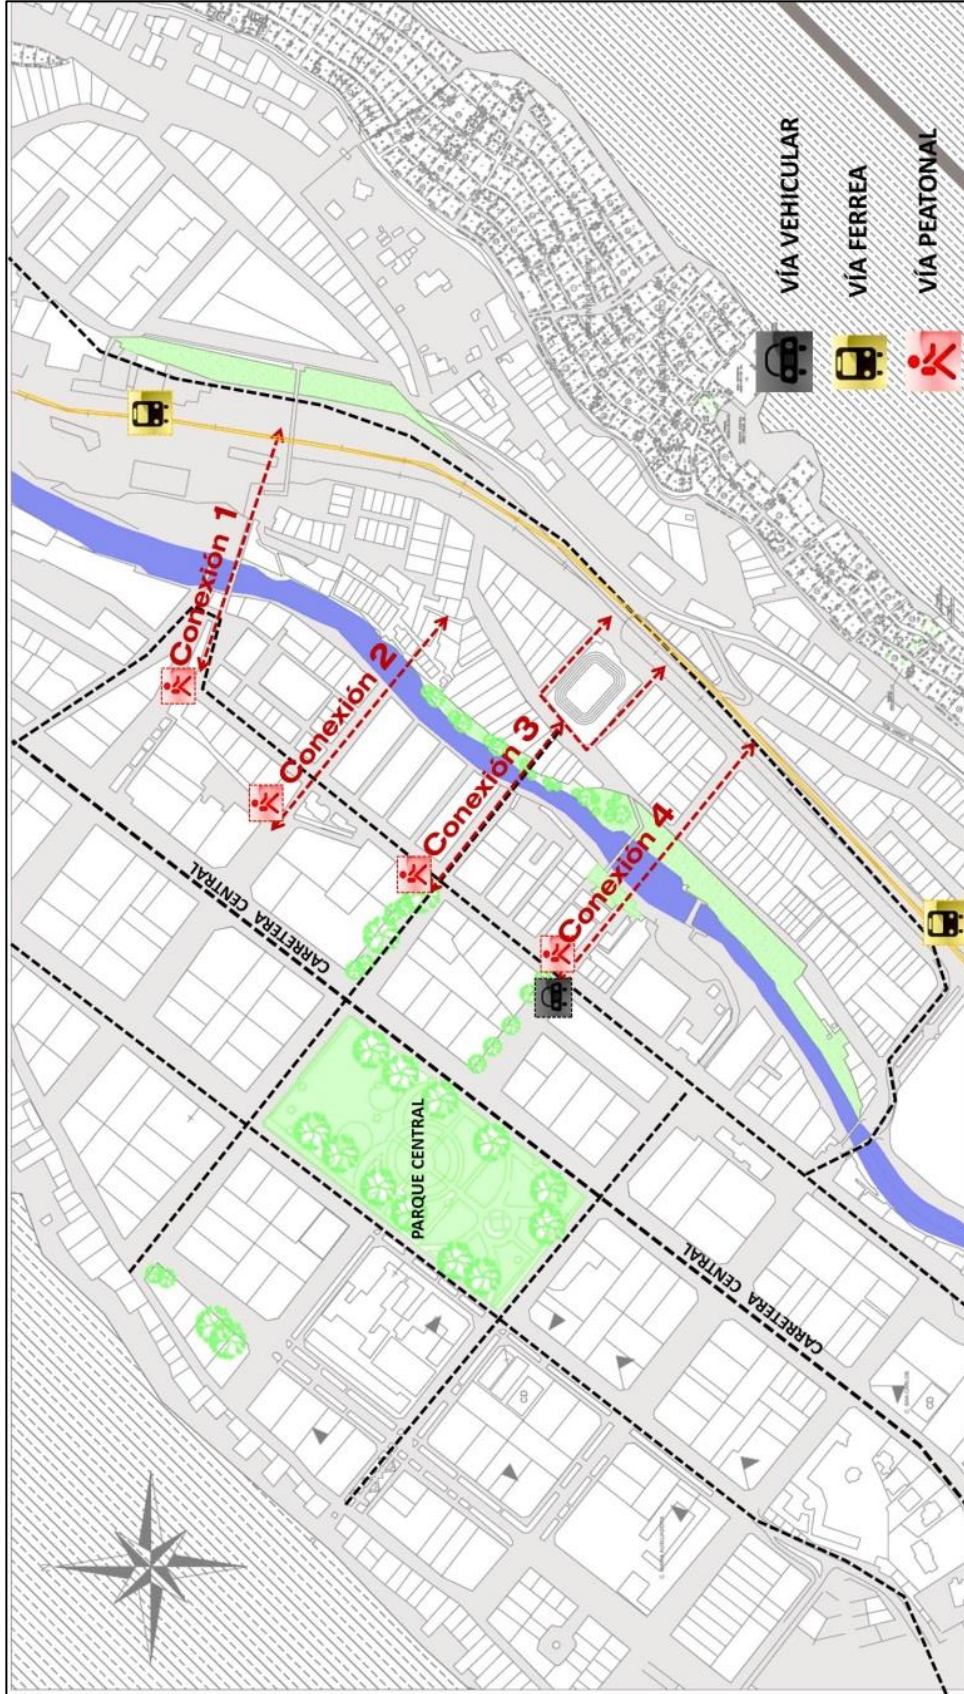 Conexión 1
Conexión 2
Conexión 3
Conexión 4
CARRETERA CENTRAL
PARQUE CENTRAL
CARRETERA CENTRAL
VÍA VEHICULAR
VÍA FERREA
VÍA PEATONAL